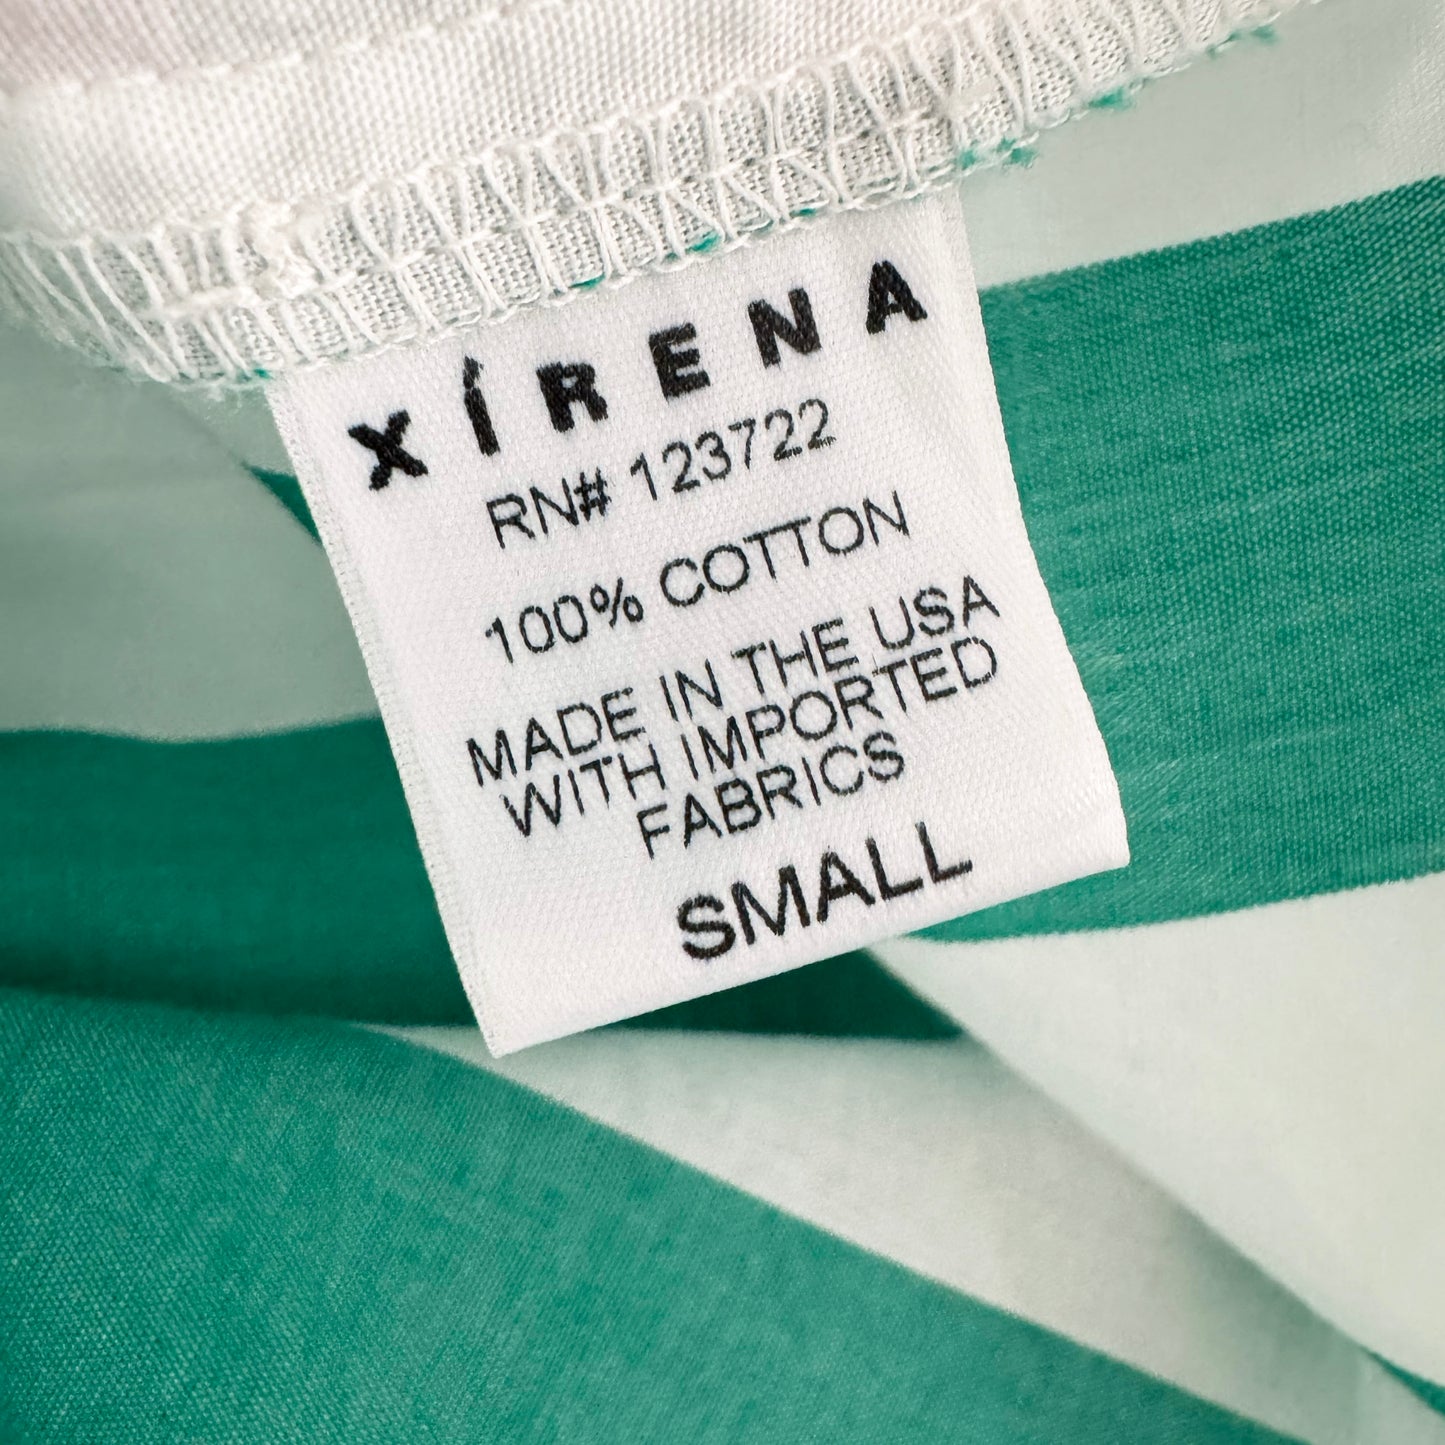 XÍRENA
RN# 123722
100% COTTON
MADE IN THE USA
WITH IMPORTED
FABRICS
SMALL